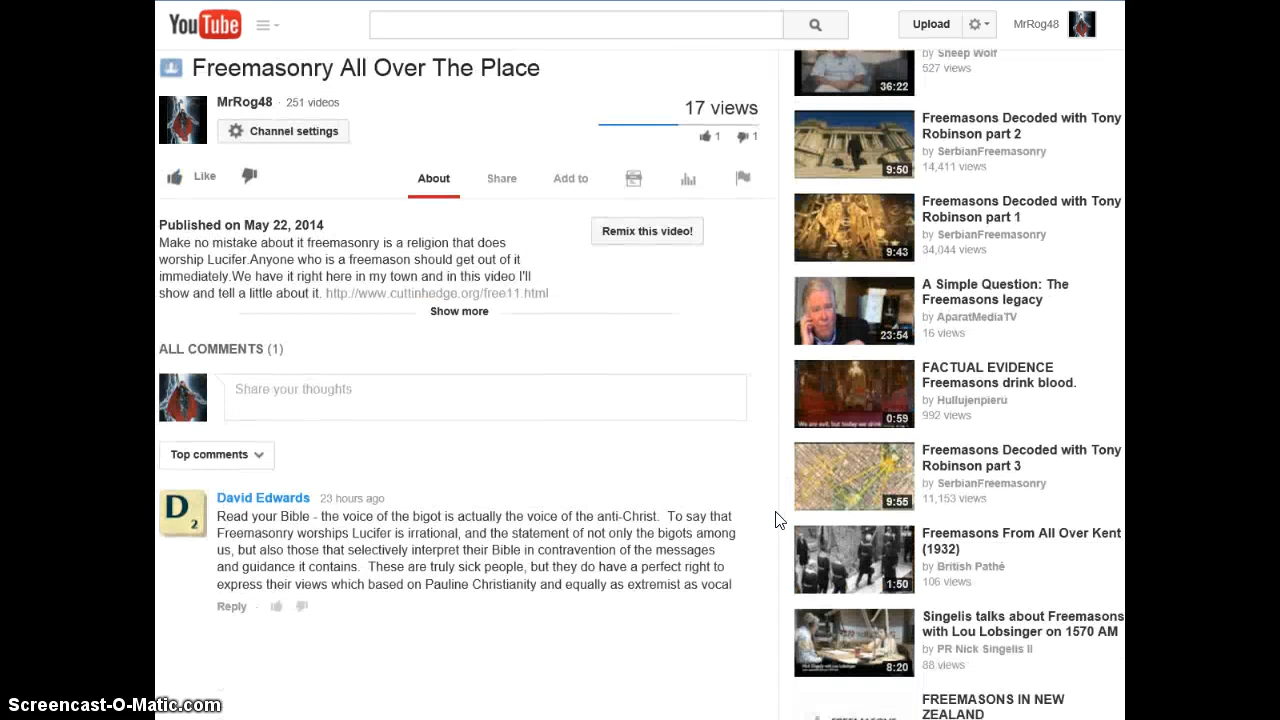 YouTube
Upload
MrRog48
Freemasonry All Over The Place
MrRog48 · 251 videos
Channel settings
17 views
1 1
Like
About Share Add to
Published on May 22, 2014
Make no mistake about it freemasonry is a religion that does
worship Lucifer.Anyone who is a freemason should get out of it
immediately.We have it right here in my town and in this video I'll
show and tell a little about it. http://www.cuttinhedge.org/free11.html
Remix this video!
Show more
ALL COMMENTS (1)
Share your thoughts
Top comments
D
2
David Edwards 23 hours ago
Read your Bible - the voice of the bigot is actually the voice of the anti-Christ. To say that
Freemasonry worships Lucifer is irrational, and the statement of not only the bigots among
us, but also those that selectively interpret their Bible in contravention of the messages
and guidance it contains. These are truly sick people, but they do have a perfect right to
express their views which based on Pauline Christianity and equally as extremist as vocal
Reply ·
by Sheep Wolf
527 views
36:22
Freemasons Decoded with Tony
Robinson part 2
by SerbianFreemasonry
14,411 views
9:50
Freemasons Decoded with Tony
Robinson part 1
by SerbianFreemasonry
34,044 views
9:43
A Simple Question: The
Freemasons legacy
by AparatMediaTV
16 views
23:54
FACTUAL EVIDENCE
Freemasons drink blood.
by Hullujenpieru
992 views
We are evil, but today we drink
0:59
Freemasons Decoded with Tony
Robinson part 3
by SerbianFreemasonry
11,153 views
9:55
Freemasons From All Over Kent
(1932)
by British Pathé
106 views
1:50
Singelis talks about Freemasons
with Lou Lobsinger on 1570 AM
by PR Nick Singelis II
88 views
8:20
FREEMASONS IN NEW
ZEALAND
Screencast-O-Matic.com